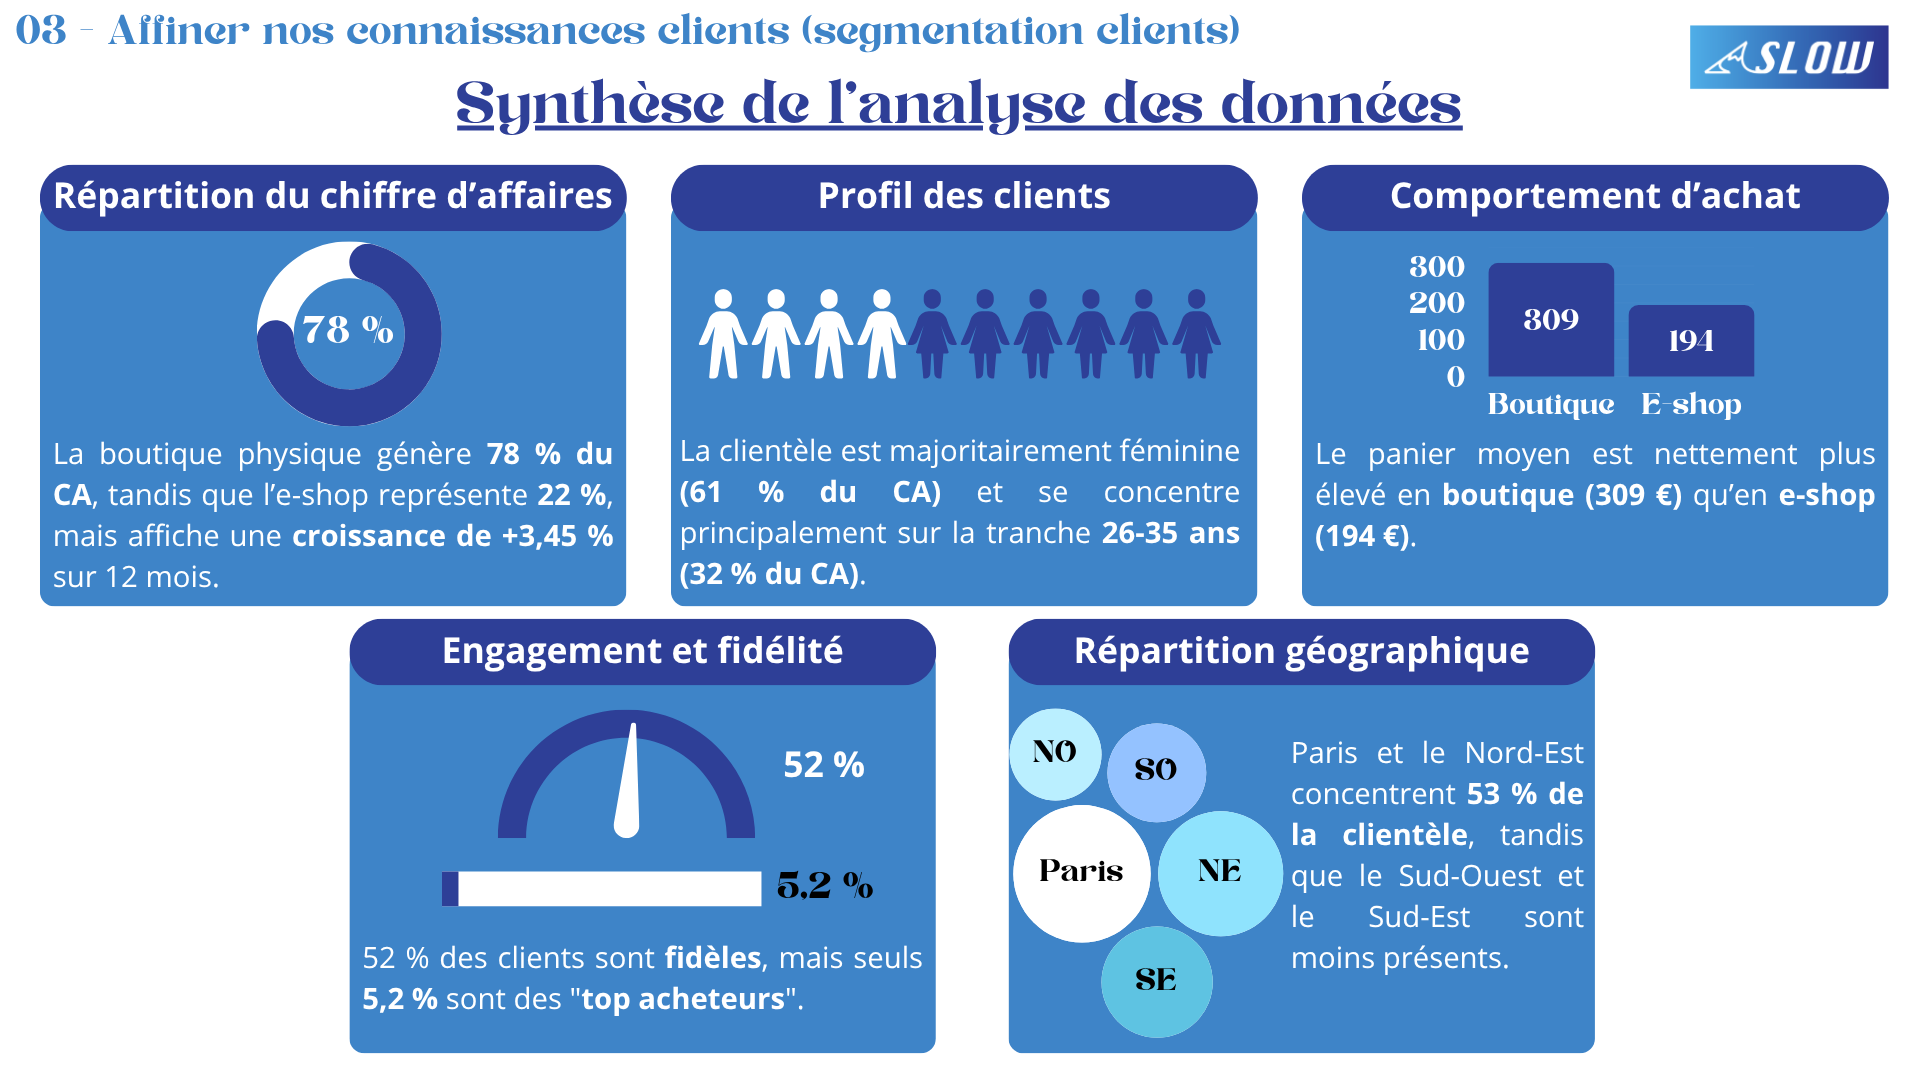 03 - Affiner nos connaissances clients (segmentation clients)
SLOW
Synthèse de l’analyse des données
Répartition du chiffre d’affaires
78 %
La boutique physique génère 78 % du
CA, tandis que l’e-shop représente 22 %,
mais affiche une croissance de +3,45 %
sur 12 mois.
Profil des clients
La clientèle est majoritairement féminine
(61 % du CA) et se concentre
principalement sur la tranche 26-35 ans
(32 % du CA).
Comportement d’achat
300
200
100
0
309
194
Boutique E-shop
Le panier moyen est nettement plus
élevé en boutique (309 €) qu’en e-shop
(194 €).
Engagement et fidélité
52 %
5,2 %
52 % des clients sont fidèles, mais seuls
5,2 % sont des "top acheteurs".
Répartition géographique
NO
SO
Paris
NE
SE
Paris et le Nord-Est
concentrent 53 % de
la clientèle, tandis
que le Sud-Ouest et
le Sud-Est sont
moins présents.